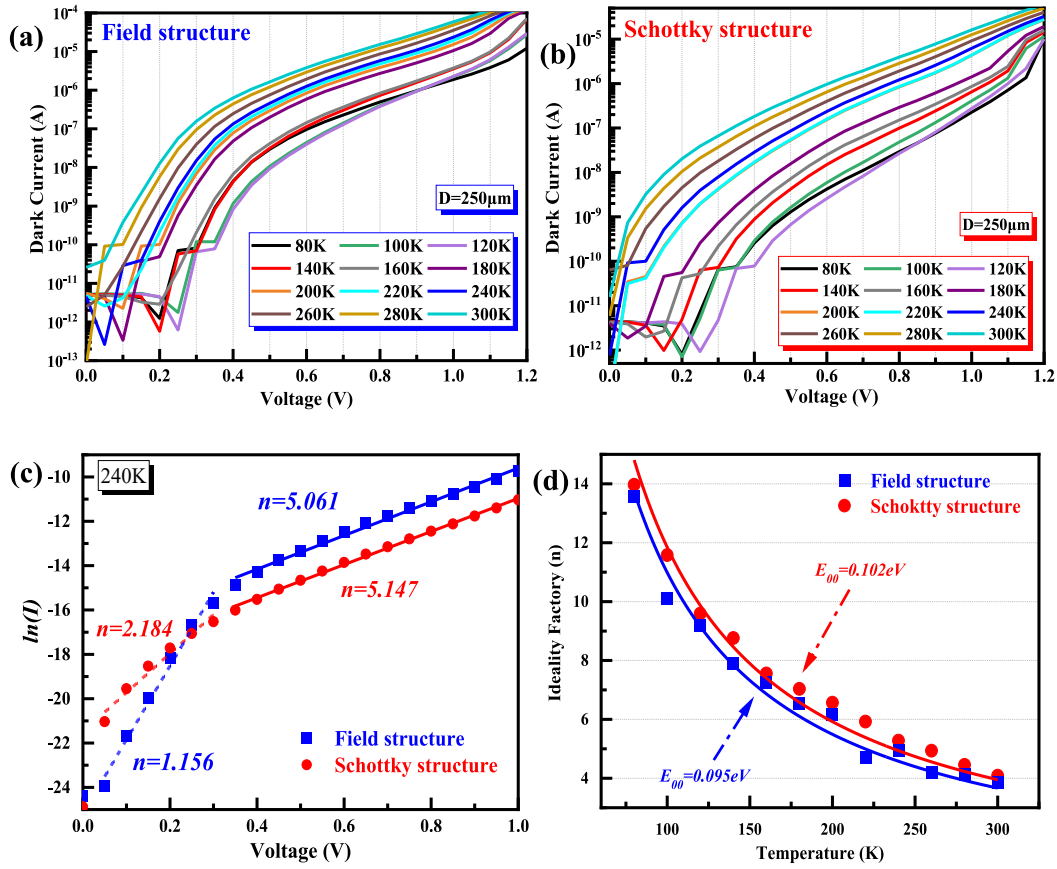 (a)
Field structure
Dark Current (A)
10^-4
10^-5
10^-6
10^-7
10^-8
10^-9
10^-10
10^-11
10^-12
10^-13
D=250μm
80K 100K 120K
140K 160K 180K
200K 220K 240K
260K 280K 300K
0.0 0.2 0.4 0.6 0.8 1.0 1.2
Voltage (V)
(b)
Schottky structure
Dark Current (A)
10^-5
10^-6
10^-7
10^-8
10^-9
10^-10
10^-11
10^-12
D=250μm
80K 100K 120K
140K 160K 180K
200K 220K 240K
260K 280K 300K
0.0 0.2 0.4 0.6 0.8 1.0 1.2
Voltage (V)
(c)
240K
ln(I)
-10
-12
-14
-16
-18
-20
-22
-24
n=5.061
n=5.147
n=2.184
n=1.156
Field structure
Schottky structure
0.0 0.2 0.4 0.6 0.8 1.0
Voltage (V)
(d)
Field structure
Schoktty structure
Ideality Factory (n)
14
12
10
8
6
4
E00=0.102eV
E00=0.095eV
100 150 200 250 300
Temperature (K)